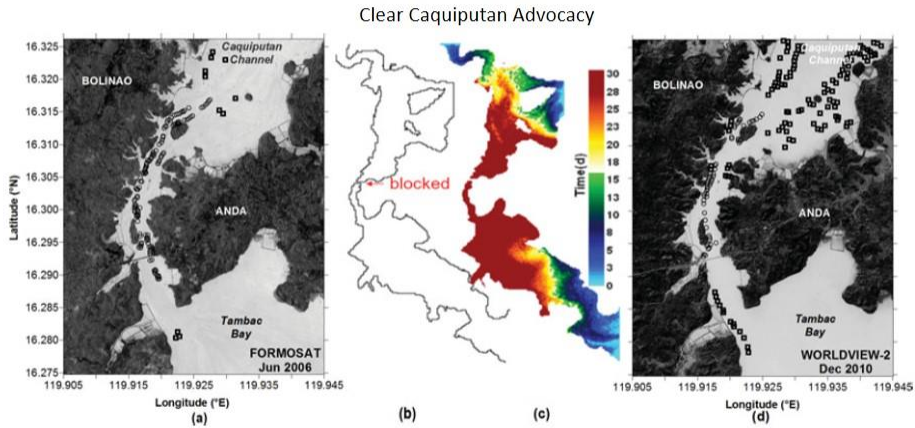 Clear Caquiputan Advocacy
16.325
16.320
16.315
16.310
16.305
16.300
16.295
16.290
16.285
16.280
16.275
Latitude (°N)
BOLINAO
Caquiputan
Channel
ANDA
Tambac
Bay
FORMOSAT
Jun 2006
119.905 119.915 119.925 119.935 119.945
Longitude (°E)
(a)
blocked
(b)
30
28
25
23
20
18
15
13
10
8
5
3
0
Time(d)
(c)
BOLINAO
Caquiputan
Channel
ANDA
Tambac
Bay
WORLDVIEW-2
Dec 2010
119.905 119.915 119.925 119.935 119.945
Longitude (°E)
(d)